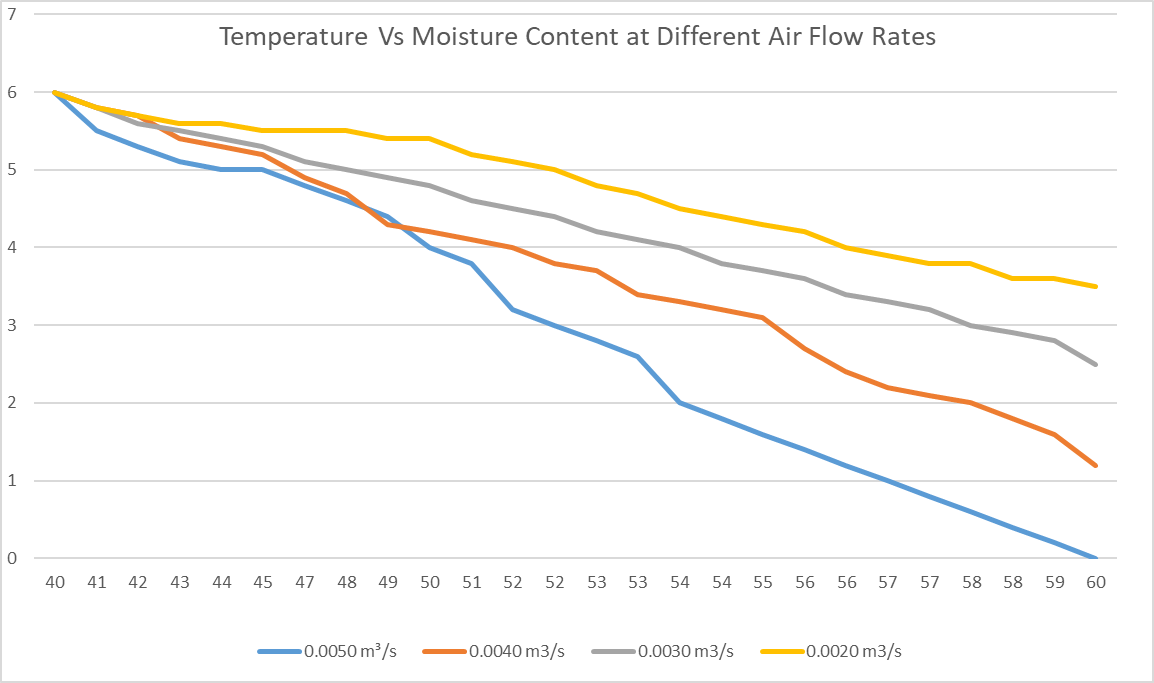 Temperature Vs Moisture Content at Different Air Flow Rates
7
6
5
4
3
2
1
0
40 41 42 43 44 45 47 48 49 50 51 52 52 53 53 54 54 55 56 56 57 57 58 58 59 60
0.0050 m³/s 0.0040 m3/s 0.0030 m3/s 0.0020 m3/s